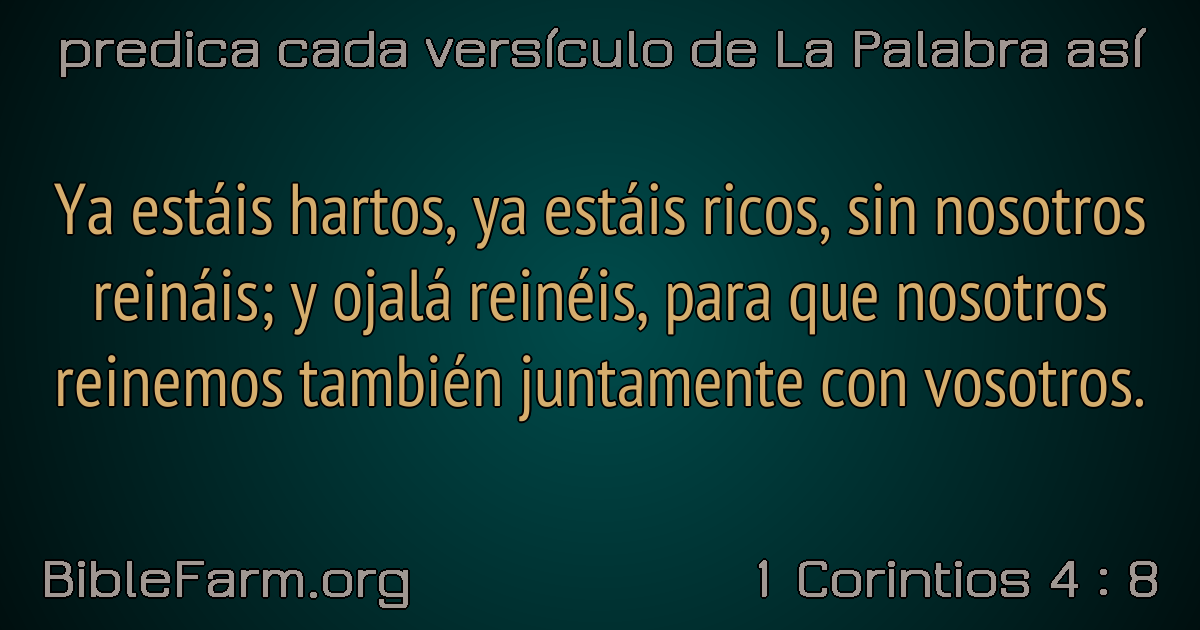 predica cada versículo de La Palabra así
Ya estáis hartos, ya estáis ricos, sin nosotros
reináis; y ojalá reinéis, para que nosotros
reinemos también juntamente con vosotros.
BibleFarm.org
1 Corintios 4 : 8